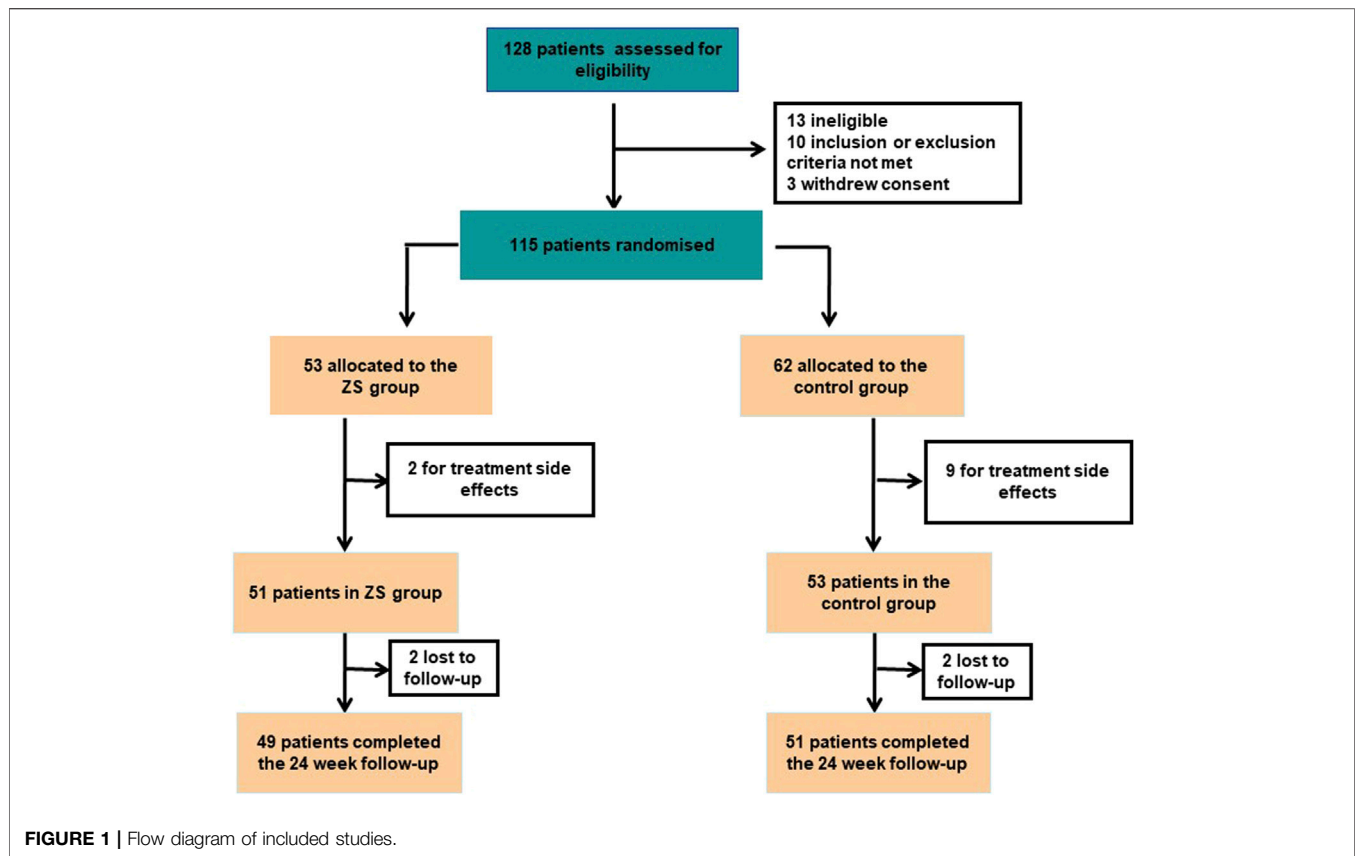 128 patients assessed for
eligibility
13 ineligible
10 inclusion or exclusion
criteria not met
3 withdrew consent
115 patients randomised
53 allocated to the
ZS group
62 allocated to the
control group
2 for treatment side
effects
9 for treatment side
effects
51 patients in ZS group
53 patients in the
control group
2 lost to
follow-up
2 lost to
follow-up
49 patients completed
the 24 week follow-up
51 patients completed
the 24 week follow-up
FIGURE 1 | Flow diagram of included studies.